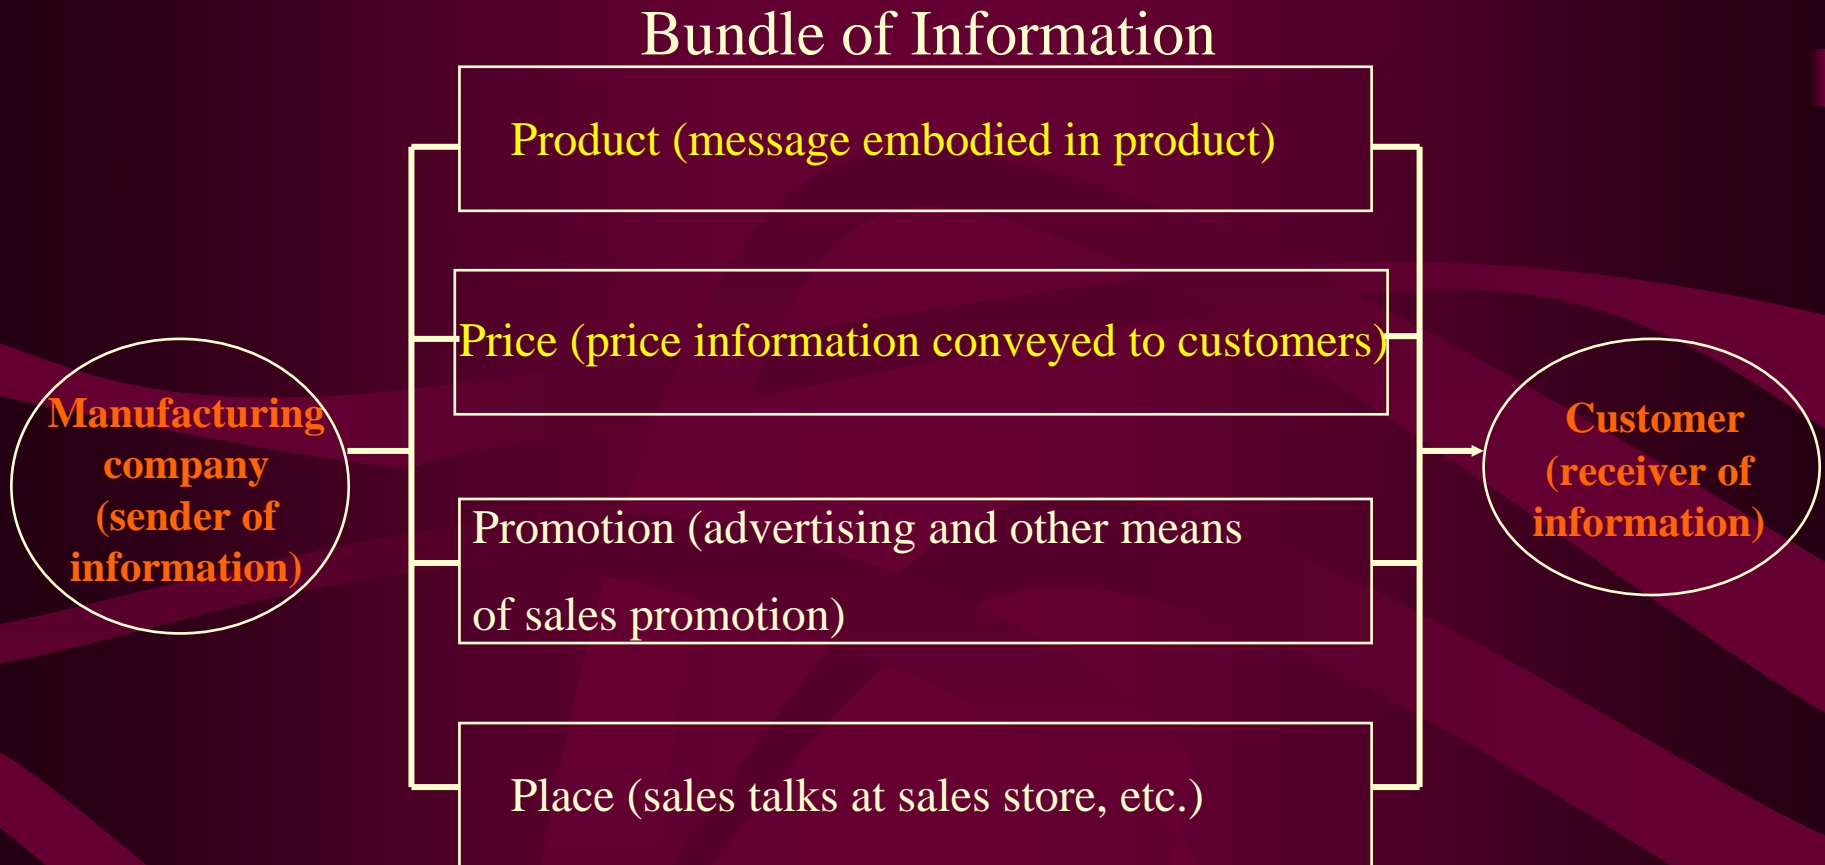 Bundle of Information
Product (message embodied in product)
Price (price information conveyed to customers)
Manufacturing
company
(sender of
information)
Customer
(receiver of
information)
Promotion (advertising and other means
of sales promotion)
Place (sales talks at sales store, etc.)